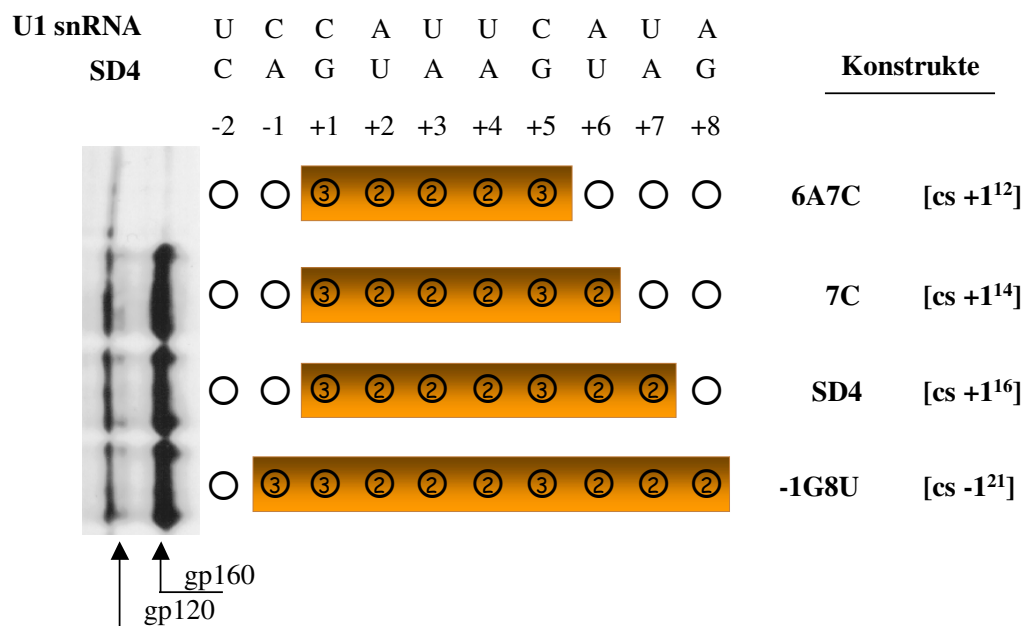 U1 snRNA U C C A U U C A U A
SD4 C A G U A A G U A G Konstrukte
-2 -1 +1 +2 +3 +4 +5 +6 +7 +8
3 2 2 2 3 6A7C [cs +1¹²]
3 2 2 2 3 2 7C [cs +1¹⁴]
3 2 2 2 3 2 2 SD4 [cs +1¹⁶]
3 3 2 2 2 3 2 2 2 -1G8U [cs -1²¹]
gp160
gp120